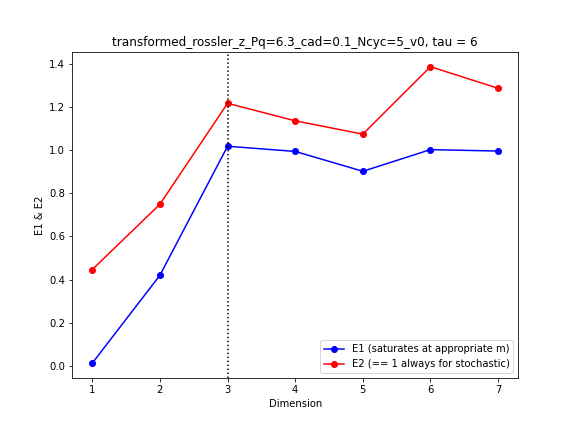 transformed_rossler_z_Pq=6.3_cad=0.1_Ncyc=5_v0, tau = 6
E1 & E2
1.4
1.2
1.0
0.8
0.6
0.4
0.2
0.0
E1 (saturates at appropriate m)
E2 (== 1 always for stochastic)
1 2 3 4 5 6 7
Dimension